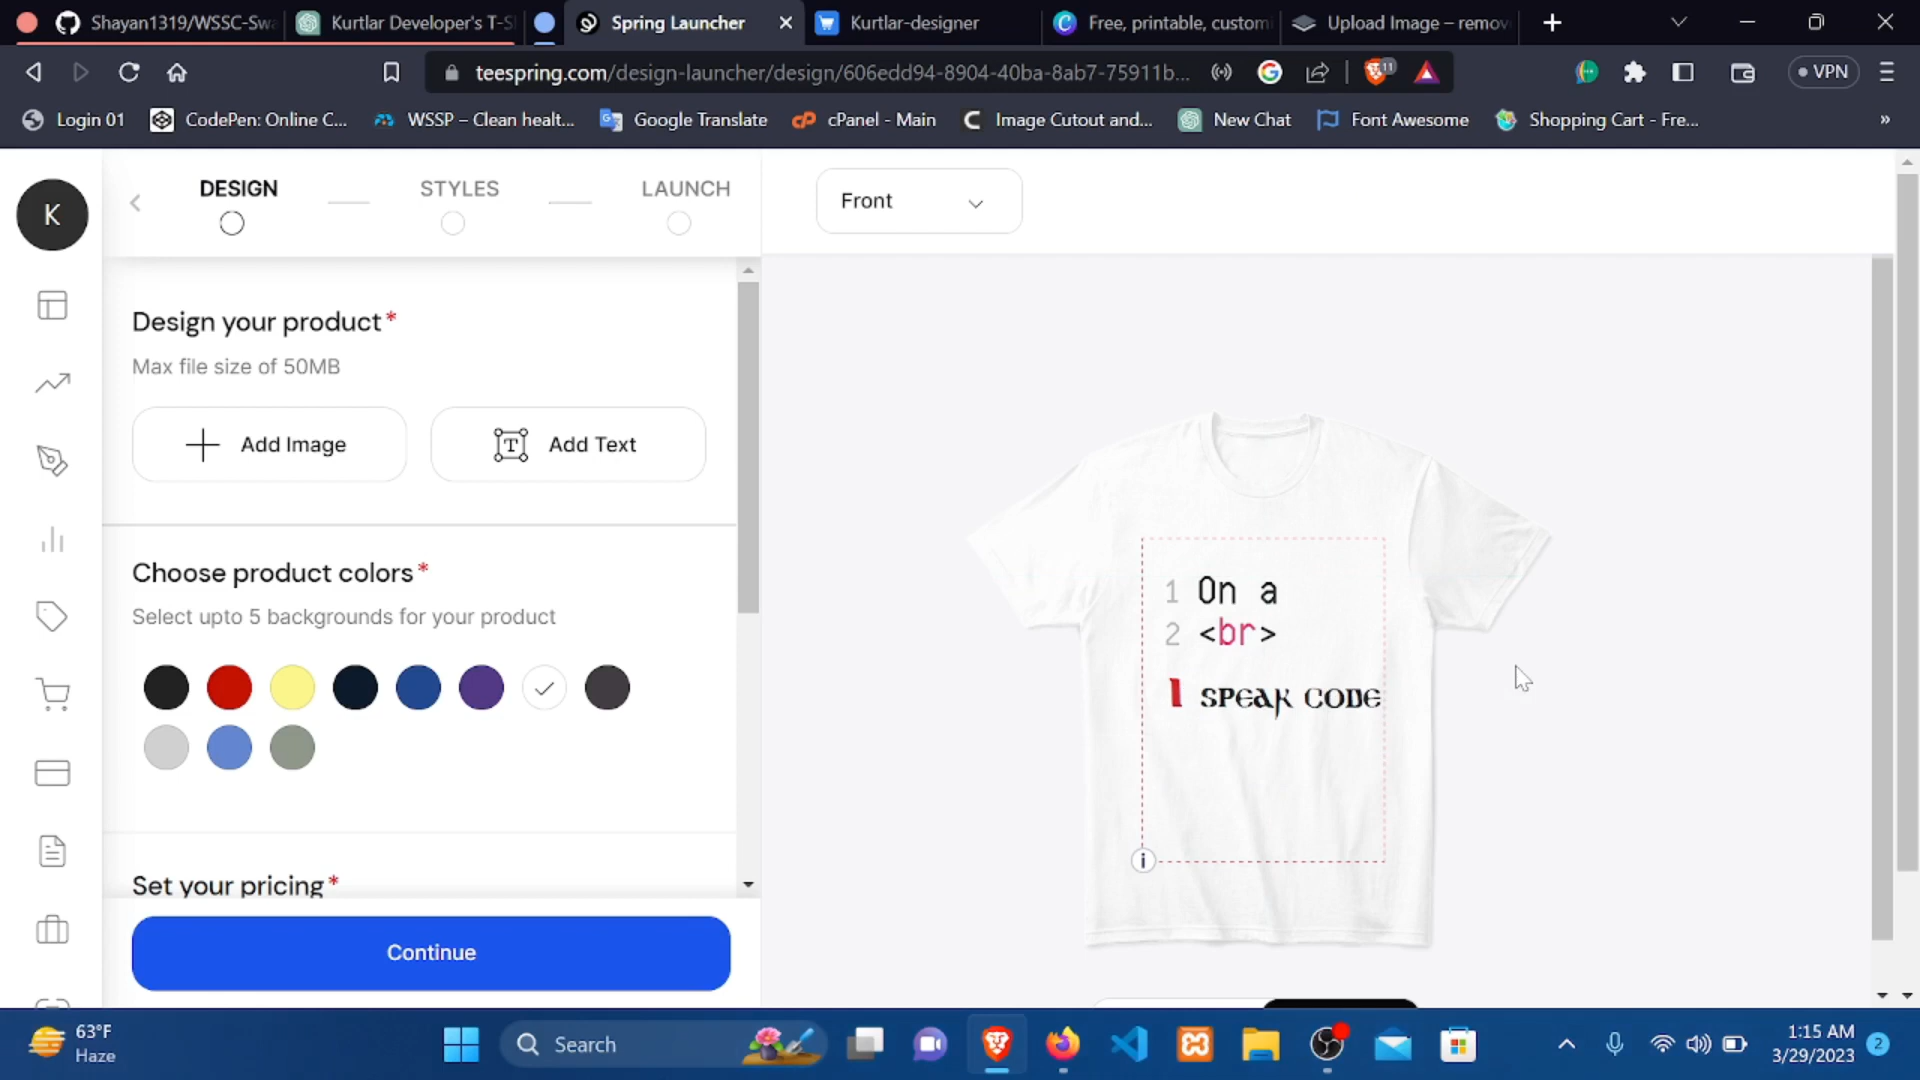 Shayan1319/WSSC-Swa
Kurtlar Developer's T-S
Spring Launcher
Kurtlar-designer
Free, printable, customi
Upload Image – remov
teespring.com/design-launcher/design/606edd94-8904-40ba-8ab7-75911b...
11
VPN
Login 01
CodePen: Online C...
WSSP – Clean healt...
Google Translate
cPanel - Main
Image Cutout and...
New Chat
Font Awesome
Shopping Cart - Fre...
»
K
DESIGN
STYLES
LAUNCH
Front
Design your product*
Max file size of 50MB
Add Image
T Add Text
Choose product colors*
Select upto 5 backgrounds for your product
Set your pricing*
Continue
1 On a
2 <br>
I SPEAK CODE
i
63°F
Haze
Search
1:15 AM
3/29/2023
2